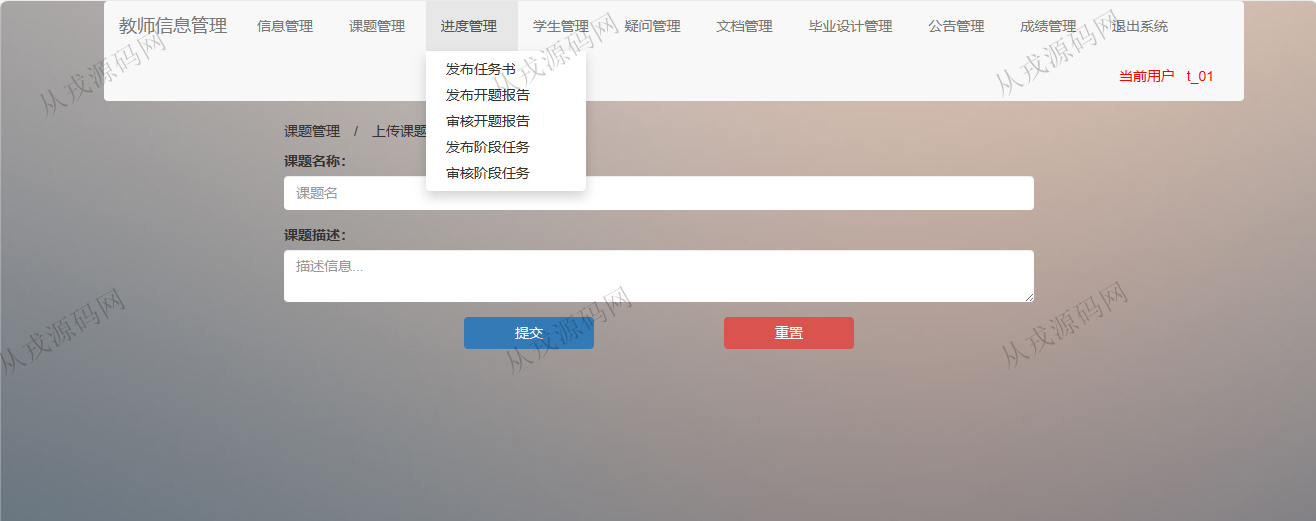 教师信息管理 信息管理 课题管理 进度管理 学生管理 疑问管理 文档管理 毕业设计管理 公告管理 成绩管理 退出系统
当前用户 t_01
发布任务书
发布开题报告
审核开题报告
发布阶段任务
审核阶段任务
课题管理 / 上传课题
课题名称:
课题名
课题描述:
描述信息...
提交 重置
从戎源码网
从戎源码网
从戎源码网
从戎源码网
从戎源码网
从戎源码网